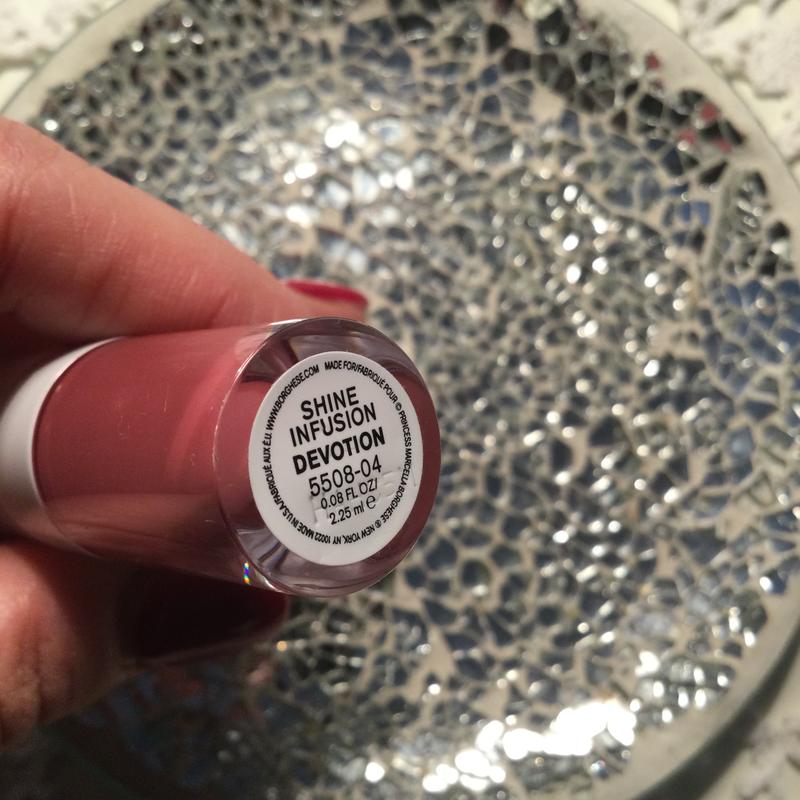 SHINE
INFUSION
DEVOTION
5508-04
0.08 FL OZ/
2.25 ml e
WWW.BORGHESE.COM MADE FOR/FABRIQUÉ POUR © PRINCESS MARCELLA BORGHESE ® NEW YORK, NY 10022 MADE IN U.S.A./FABRIQUÉ AUX É.U.